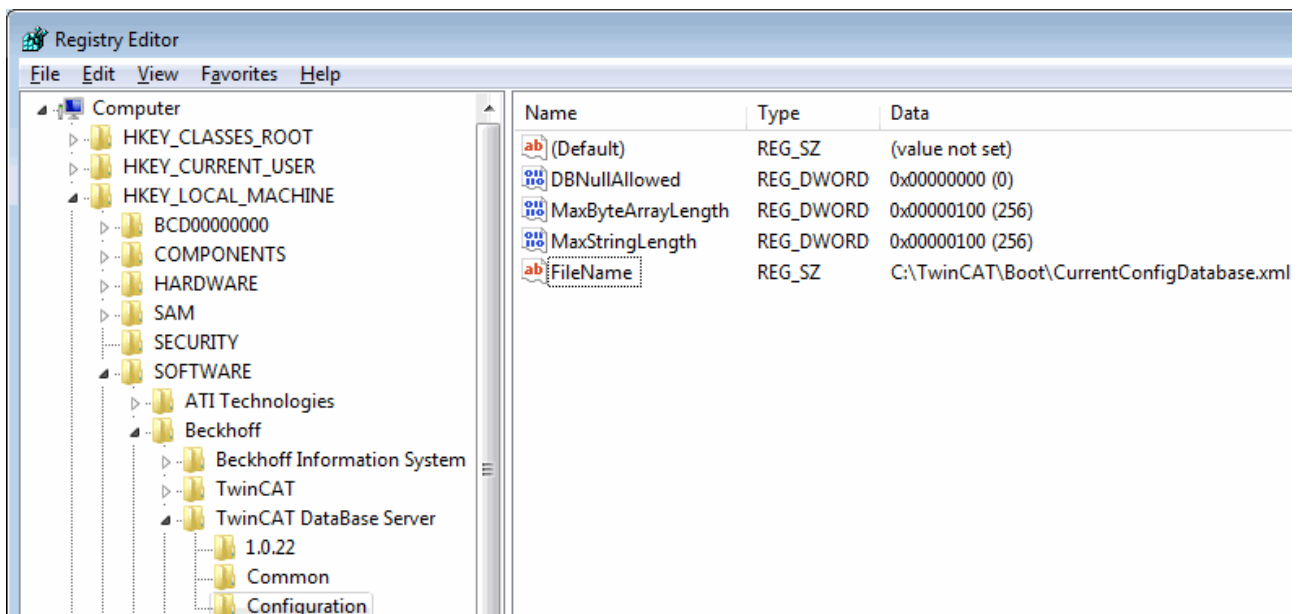 Registry Editor
File Edit View Favorites Help
Computer
HKEY_CLASSES_ROOT
HKEY_CURRENT_USER
HKEY_LOCAL_MACHINE
BCD00000000
COMPONENTS
HARDWARE
SAM
SECURITY
SOFTWARE
ATI Technologies
Beckhoff
Beckhoff Information System
TwinCAT
TwinCAT DataBase Server
1.0.22
Common
Configuration
Name Type Data
(Default) REG_SZ (value not set)
DBNullAllowed REG_DWORD 0x00000000 (0)
MaxByteArrayLength REG_DWORD 0x00000100 (256)
MaxStringLength REG_DWORD 0x00000100 (256)
FileName REG_SZ C:\TwinCAT\Boot\CurrentConfigDatabase.xml